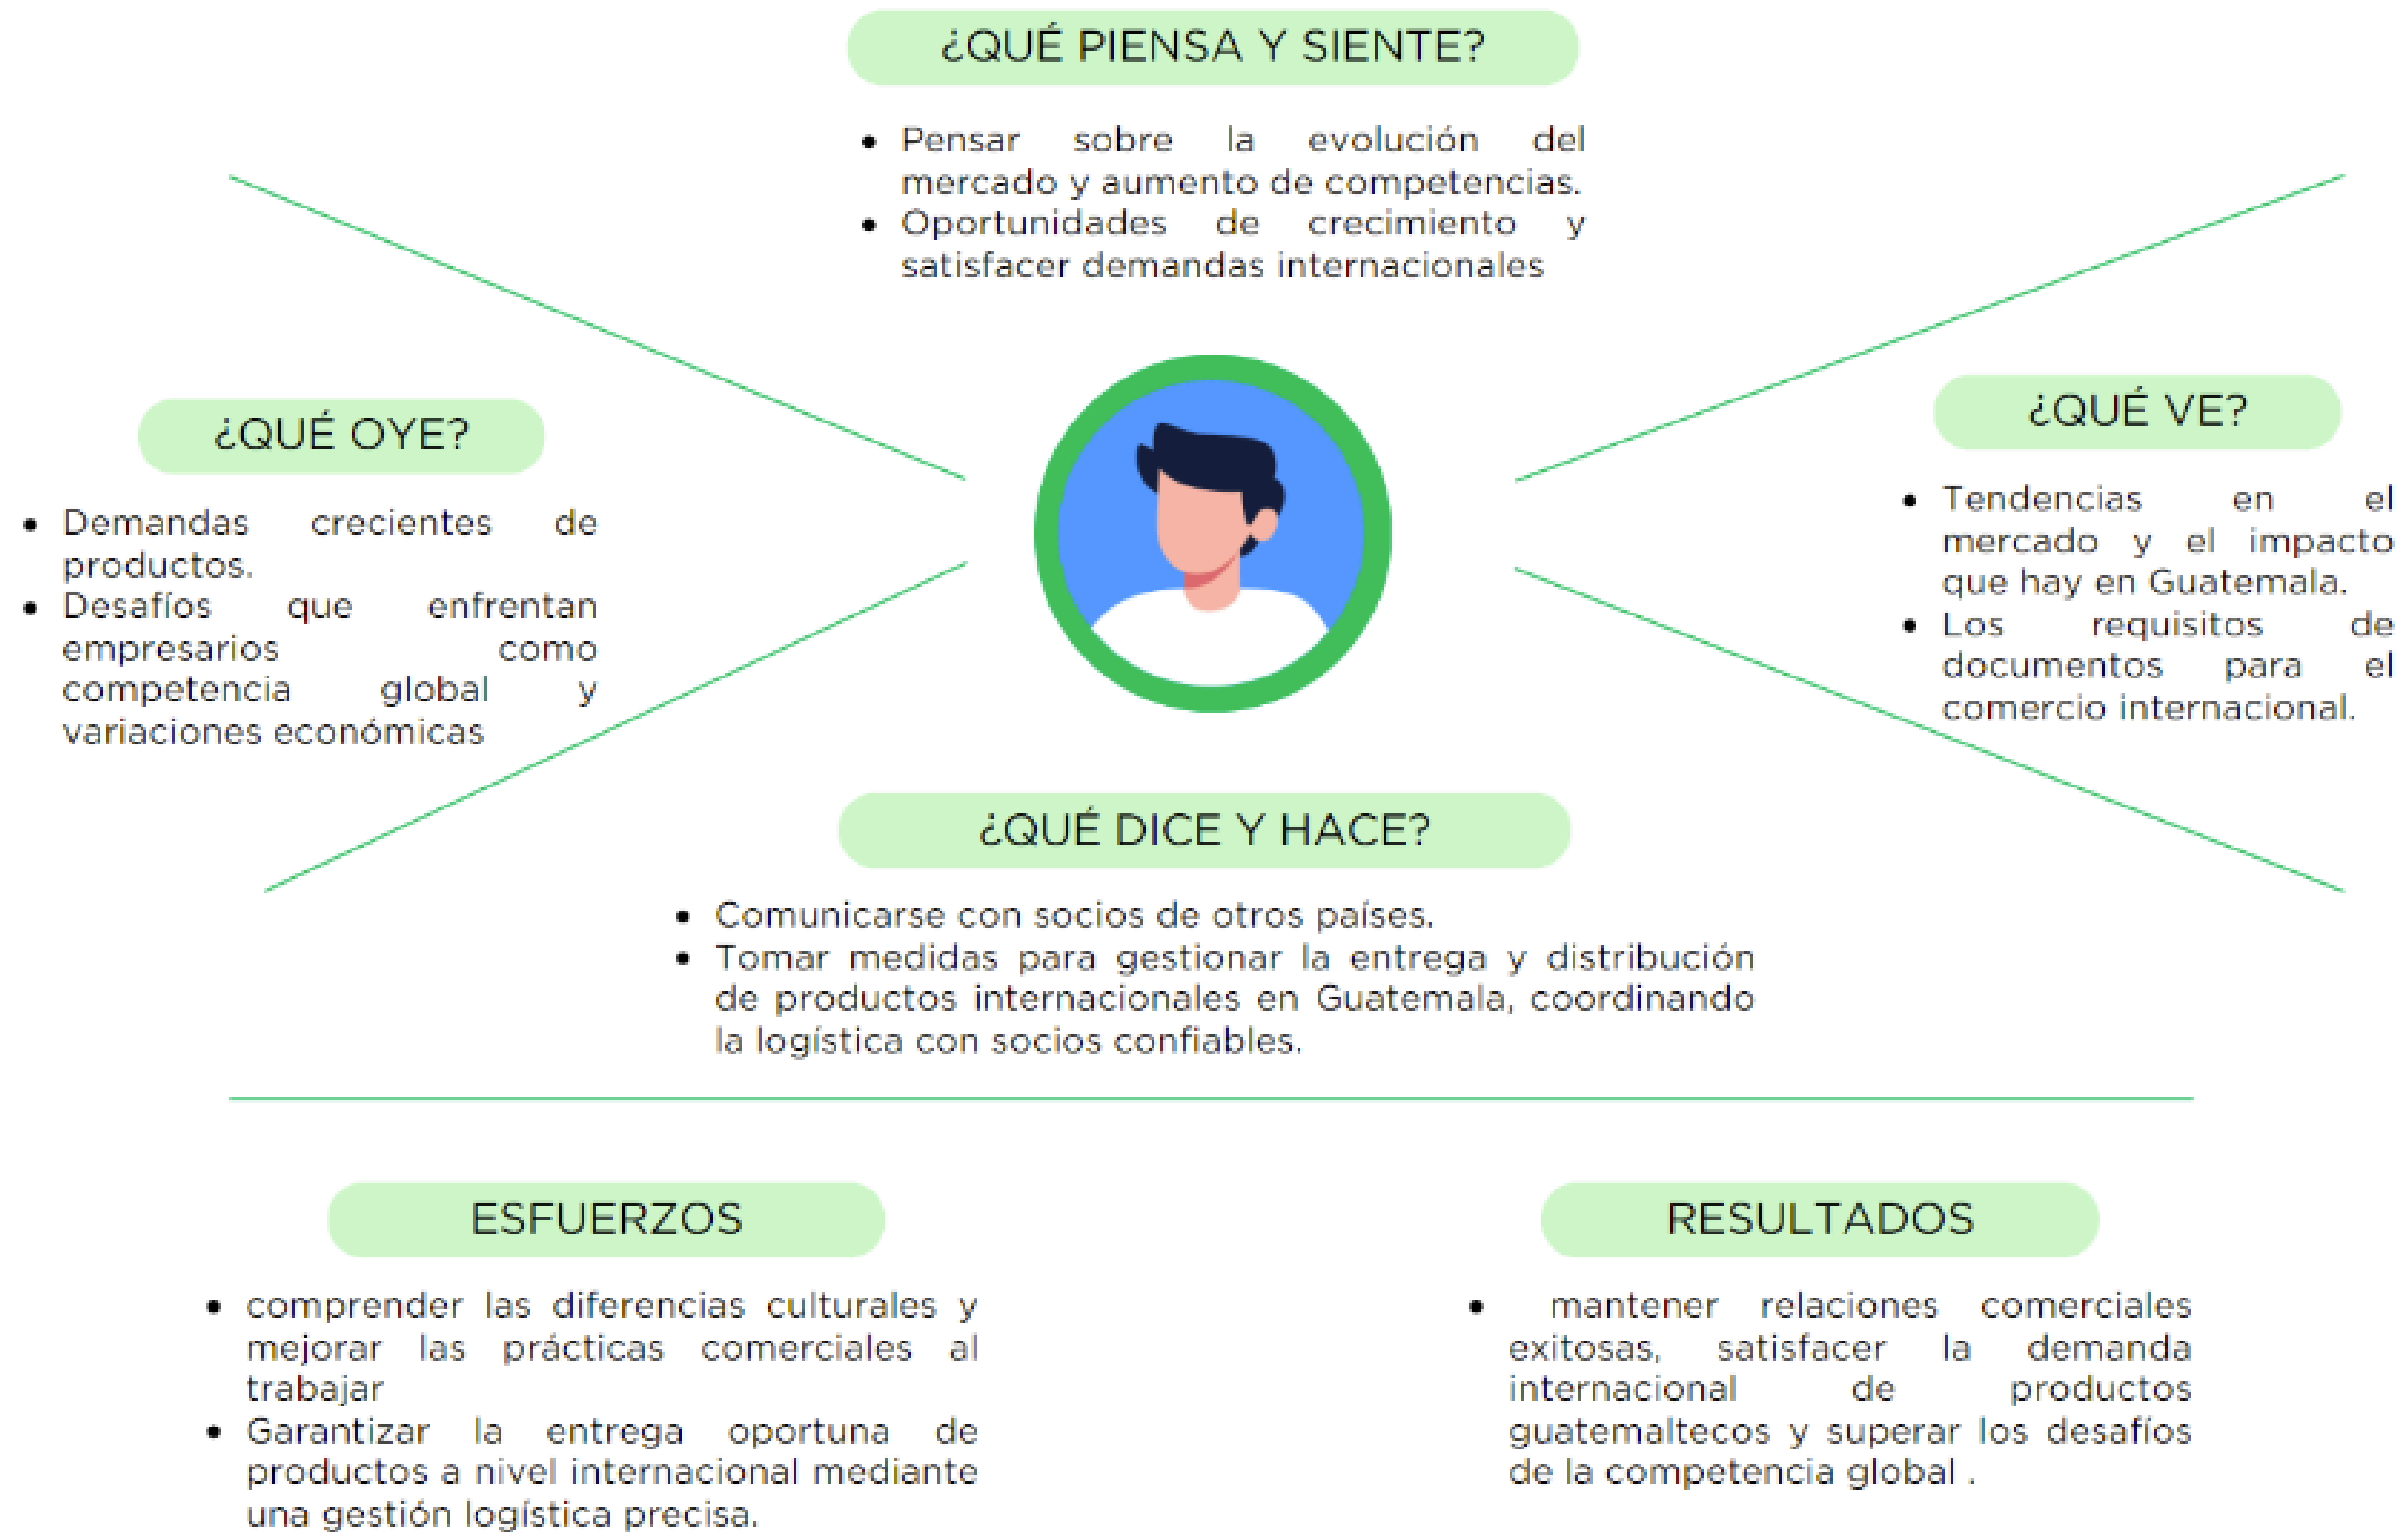 ¿QUÉ PIENSA Y SIENTE?
Pensar sobre la evolución del
mercado y aumento de competencias.
Oportunidades de crecimiento y
satisfacer demandas internacionales
¿QUÉ OYE?
Demandas crecientes de
productos.
Desafíos que enfrentan
empresarios como
competencia global y
variaciones económicas
¿QUÉ VE?
Tendencias en el
mercado y el impacto
que hay en Guatemala.
Los requisitos de
documentos para el
comercio internacional.
¿QUÉ DICE Y HACE?
Comunicarse con socios de otros países.
Tomar medidas para gestionar la entrega y distribución
de productos internacionales en Guatemala, coordinando
la logística con socios confiables.
ESFUERZOS
comprender las diferencias culturales y
mejorar las prácticas comerciales al
trabajar
Garantizar la entrega oportuna de
productos a nivel internacional mediante
una gestión logística precisa.
RESULTADOS
mantener relaciones comerciales
exitosas, satisfacer la demanda
internacional de productos
guatemaltecos y superar los desafíos
de la competencia global .